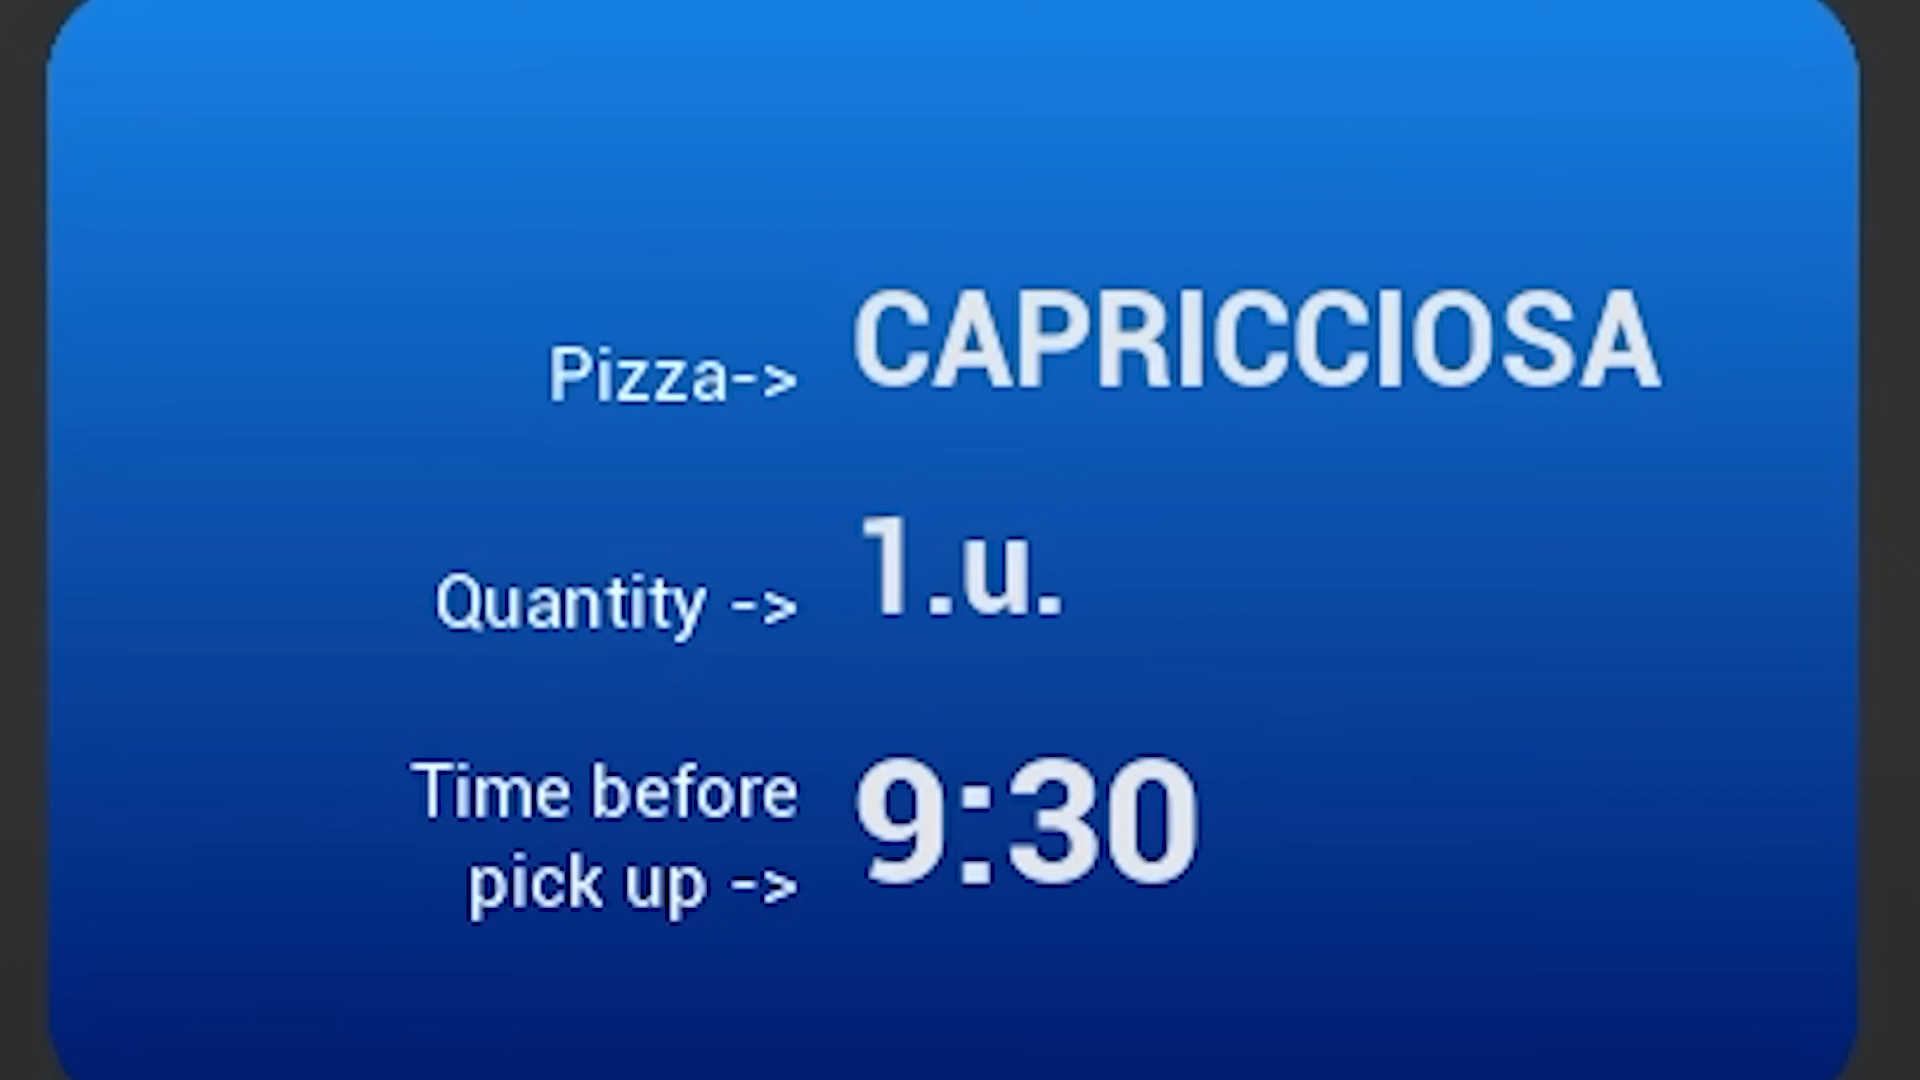 Pizza-> CAPRICCIOSA
Quantity -> 1.u.
Time before
pick up -> 9:30